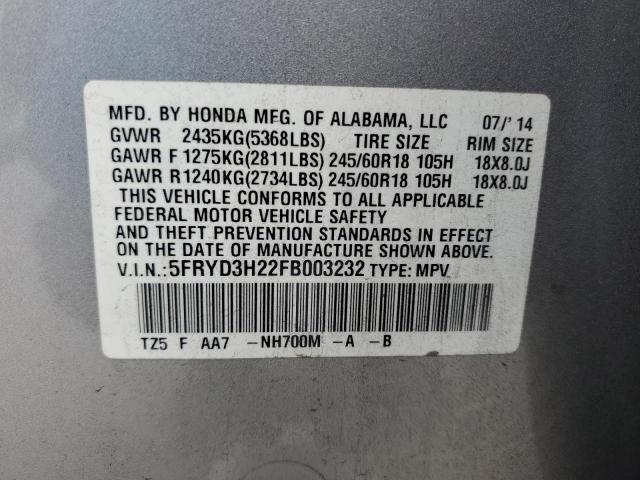 MFD. BY HONDA MFG. OF ALABAMA, LLC 07/' 14
GVWR 2435KG(5368LBS) TIRE SIZE RIM SIZE
GAWR F 1275KG(2811LBS) 245/60R18 105H 18X8.0J
GAWR R1240KG(2734LBS) 245/60R18 105H 18X8.0J
THIS VEHICLE CONFORMS TO ALL APPLICABLE
FEDERAL MOTOR VEHICLE SAFETY
AND THEFT PREVENTION STANDARDS IN EFFECT
ON THE DATE OF MANUFACTURE SHOWN ABOVE.
V.I.N.:5FRYD3H22FB003232 TYPE: MPV
TZ5 F AA7 -NH700M -A -B